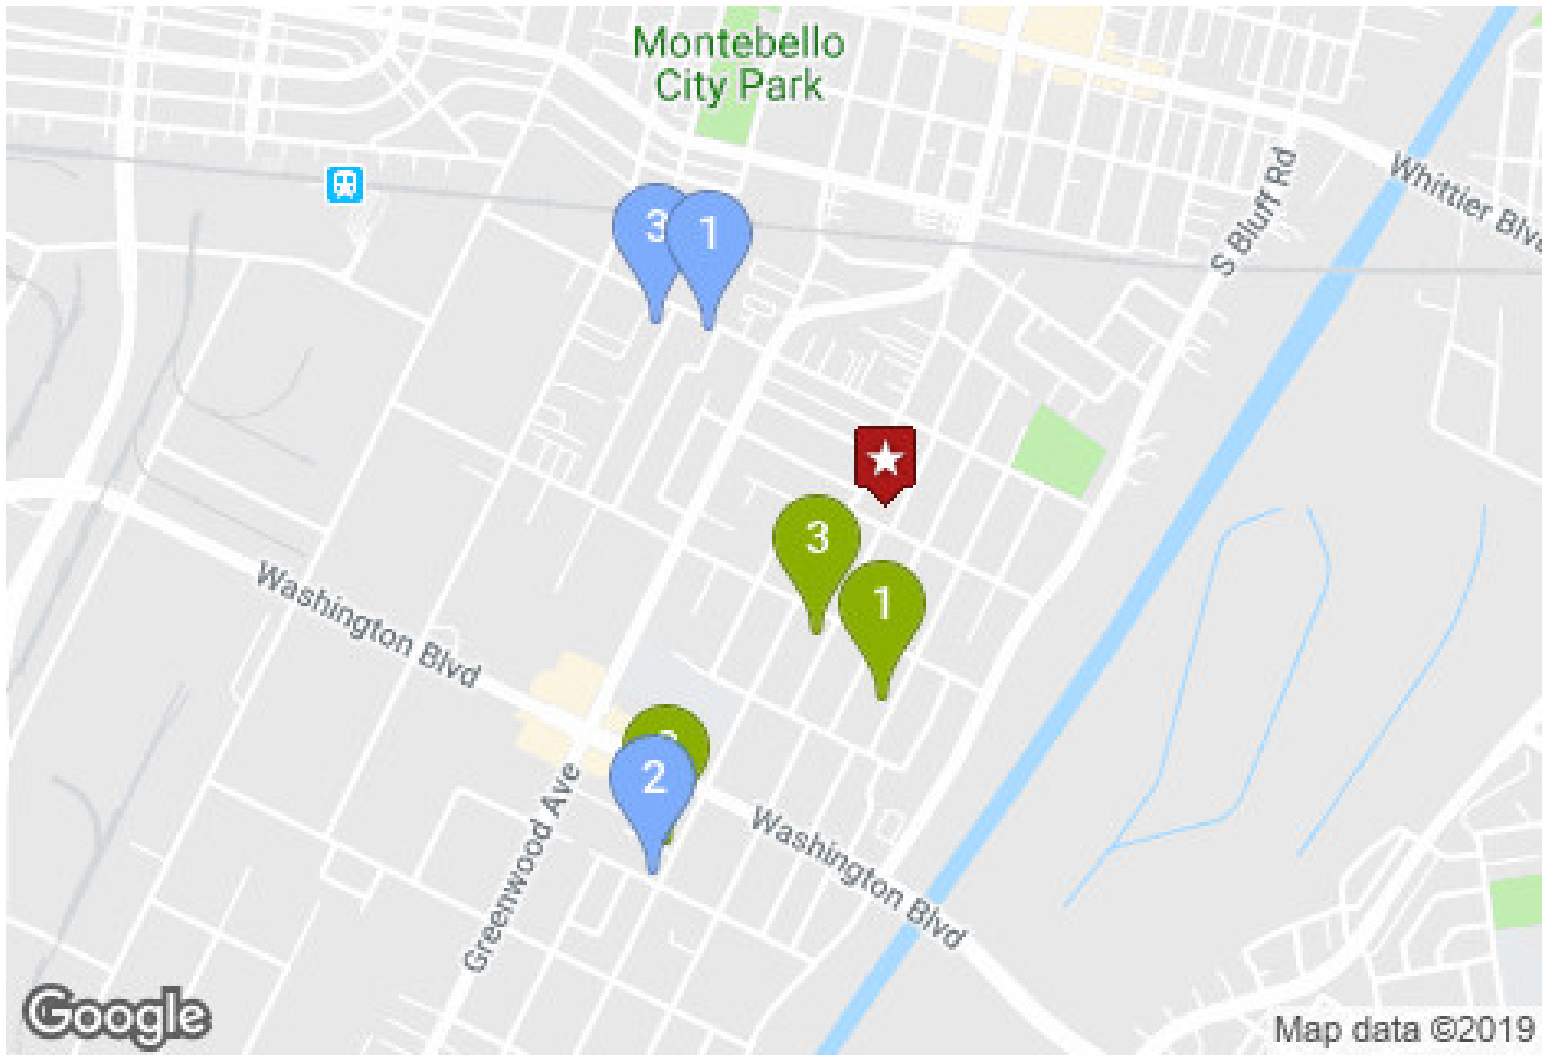 Montebello
City Park
Whittier Blvd
S Bluff Rd
3
1
3
1
Washington Blvd
2
Greenwood Ave
Washington Blvd
Google
Map data ©2019